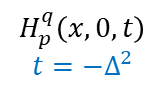 H_p^q(x, 0, t)
t = −Δ²